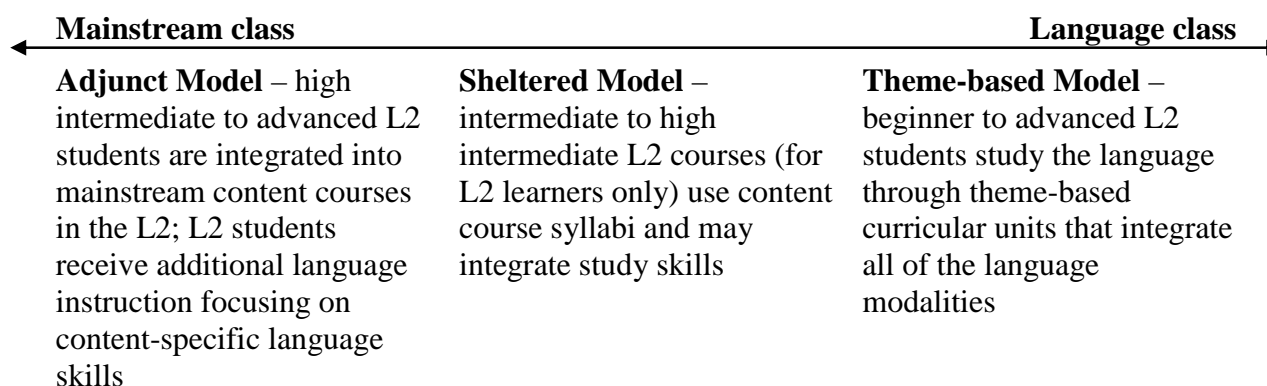 Mainstream class
Language class
Adjunct Model – high
intermediate to advanced L2
students are integrated into
mainstream content courses
in the L2; L2 students
receive additional language
instruction focusing on
content-specific language
skills
Sheltered Model –
intermediate to high
intermediate L2 courses (for
L2 learners only) use content
course syllabi and may
integrate study skills
Theme-based Model –
beginner to advanced L2
students study the language
through theme-based
curricular units that integrate
all of the language
modalities